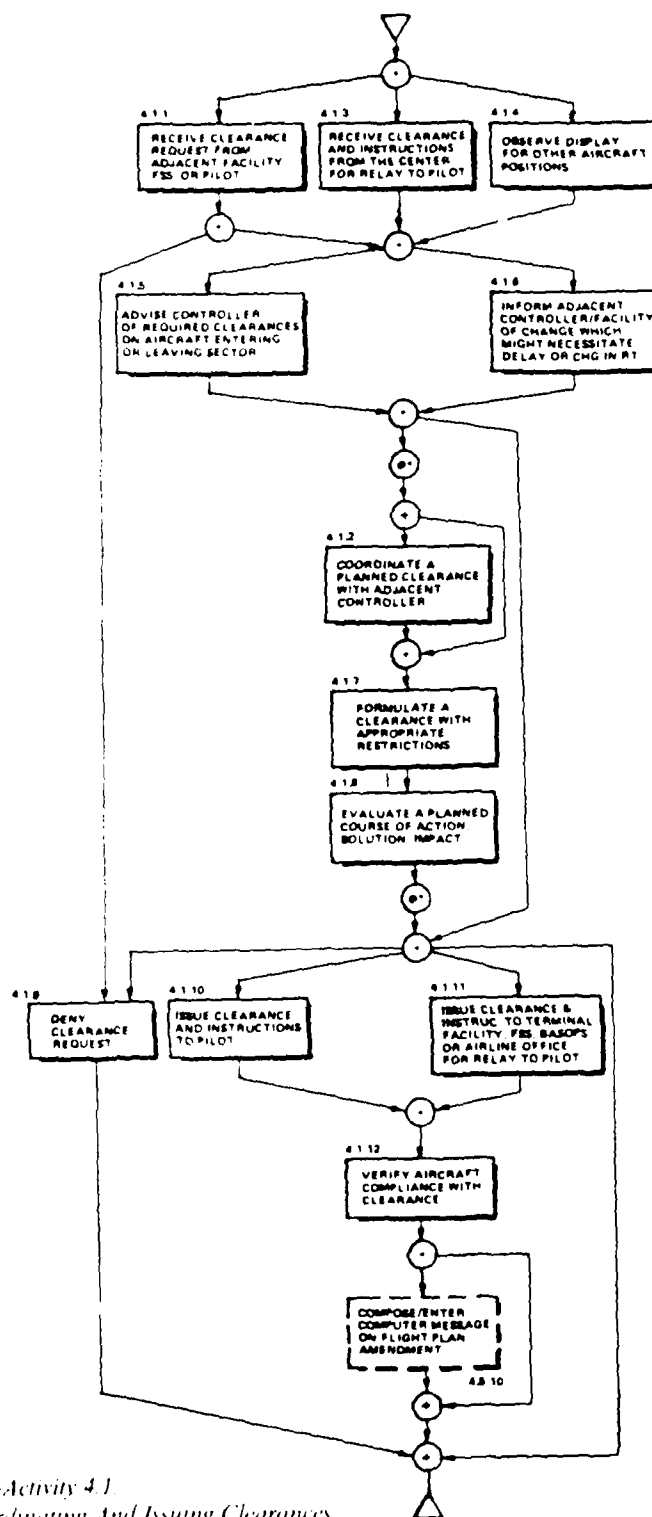 4.1.1
RECEIVE CLEARANCE
REQUEST FROM
ADJACENT FACILITY
FSS OR PILOT
4.1.3
RECEIVE CLEARANCE
AND INSTRUCTIONS
FROM THE CENTER
FOR RELAY TO PILOT
4.1.4
OBSERVE DISPLAY
FOR OTHER AIRCRAFT
POSITIONS
4.1.5
ADVISE CONTROLLER
OF REQUIRED CLEARANCES
ON AIRCRAFT ENTERING
OR LEAVING SECTOR
4.1.6
INFORM ADJACENT
CONTROLLER/FACILITY
OF CHANGE WHICH
MIGHT NECESSITATE
DELAY OR CHG IN RT
4.1.2
COORDINATE A
PLANNED CLEARANCE
WITH ADJACENT
CONTROLLER
4.1.7
FORMULATE A
CLEARANCE WITH
APPROPRIATE
RESTRICTIONS
4.1.8
EVALUATE A PLANNED
COURSE OF ACTION,
SOLUTION IMPACT
4.1.9
DENY
CLEARANCE
REQUEST
4.1.10
ISSUE CLEARANCE
AND INSTRUCTIONS
TO PILOT
4.1.11
ISSUE CLEARANCE &
INSTRUC. TO TERMINAL
FACILITY, FSS, BASOPS
OR AIRLINE OFFICE
FOR RELAY TO PILOT
4.1.12
VERIFY AIRCRAFT
COMPLIANCE WITH
CLEARANCE
COMPOSE/ENTER
COMPUTER MESSAGE
ON FLIGHT PLAN
AMENDMENT
Activity 4.1.
And Issuing Clearances